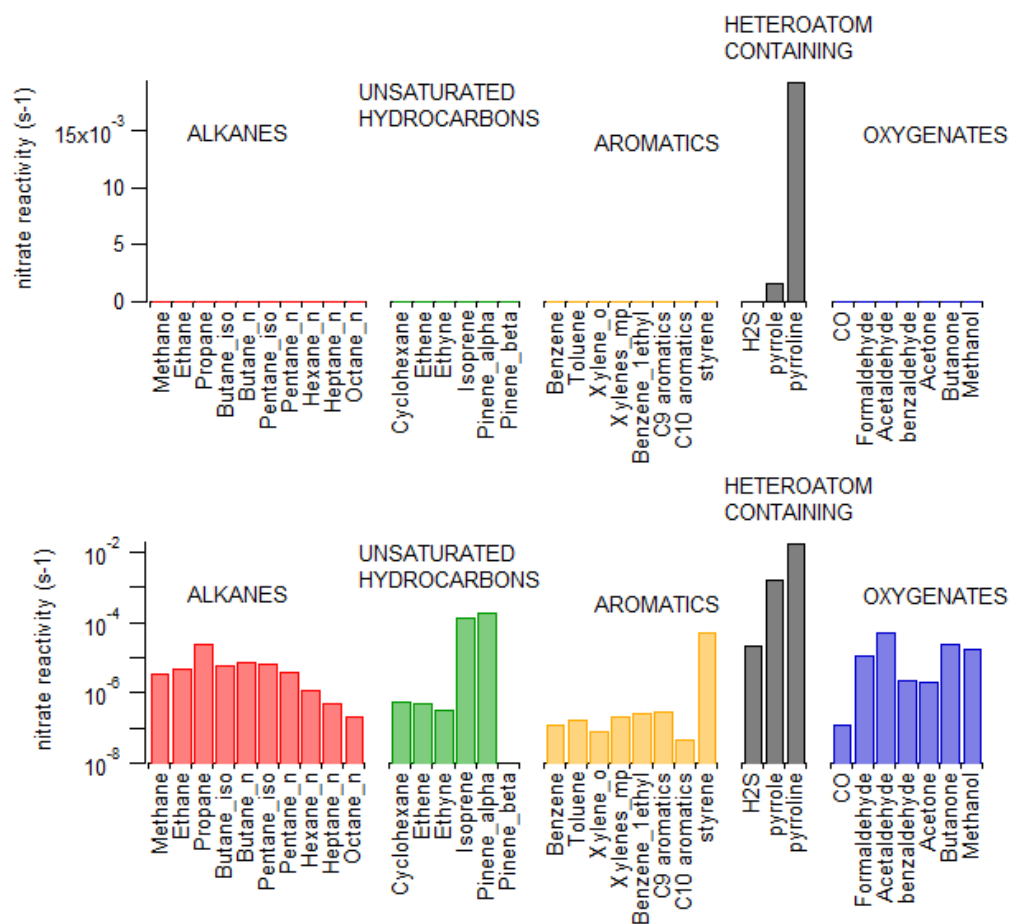 HETEROATOM
CONTAINING
UNSATURATED
HYDROCARBONS
ALKANES
AROMATICS
OXYGENATES
nitrate reactivity (s-1)
15x10-3
10
5
0
Methane
Ethane
Propane
Butane_iso
Butane_n
Pentane_iso
Pentane_n
Hexane_n
Heptane_n
Octane_n
Cyclohexane
Ethene
Ethyne
Isoprene
Pinene_alpha
Pinene_beta
Benzene
Toluene
Xylene_o
Xylenes_mp
Benzene_1ethyl
C9 aromatics
C10 aromatics
styrene
H2S
pyrrole
pyrroline
CO
Formaldehyde
Acetaldehyde
benzaldehyde
Acetone
Butanone
Methanol
HETEROATOM
CONTAINING
UNSATURATED
HYDROCARBONS
ALKANES
AROMATICS
OXYGENATES
nitrate reactivity (s-1)
10-2
10-4
10-6
10-8
Methane
Ethane
Propane
Butane_iso
Butane_n
Pentane_iso
Pentane_n
Hexane_n
Heptane_n
Octane_n
Cyclohexane
Ethene
Ethyne
Isoprene
Pinene_alpha
Pinene_beta
Benzene
Toluene
Xylene_o
Xylenes_mp
Benzene_1ethyl
C9 aromatics
C10 aromatics
styrene
H2S
pyrrole
pyrroline
CO
Formaldehyde
Acetaldehyde
benzaldehyde
Acetone
Butanone
Methanol